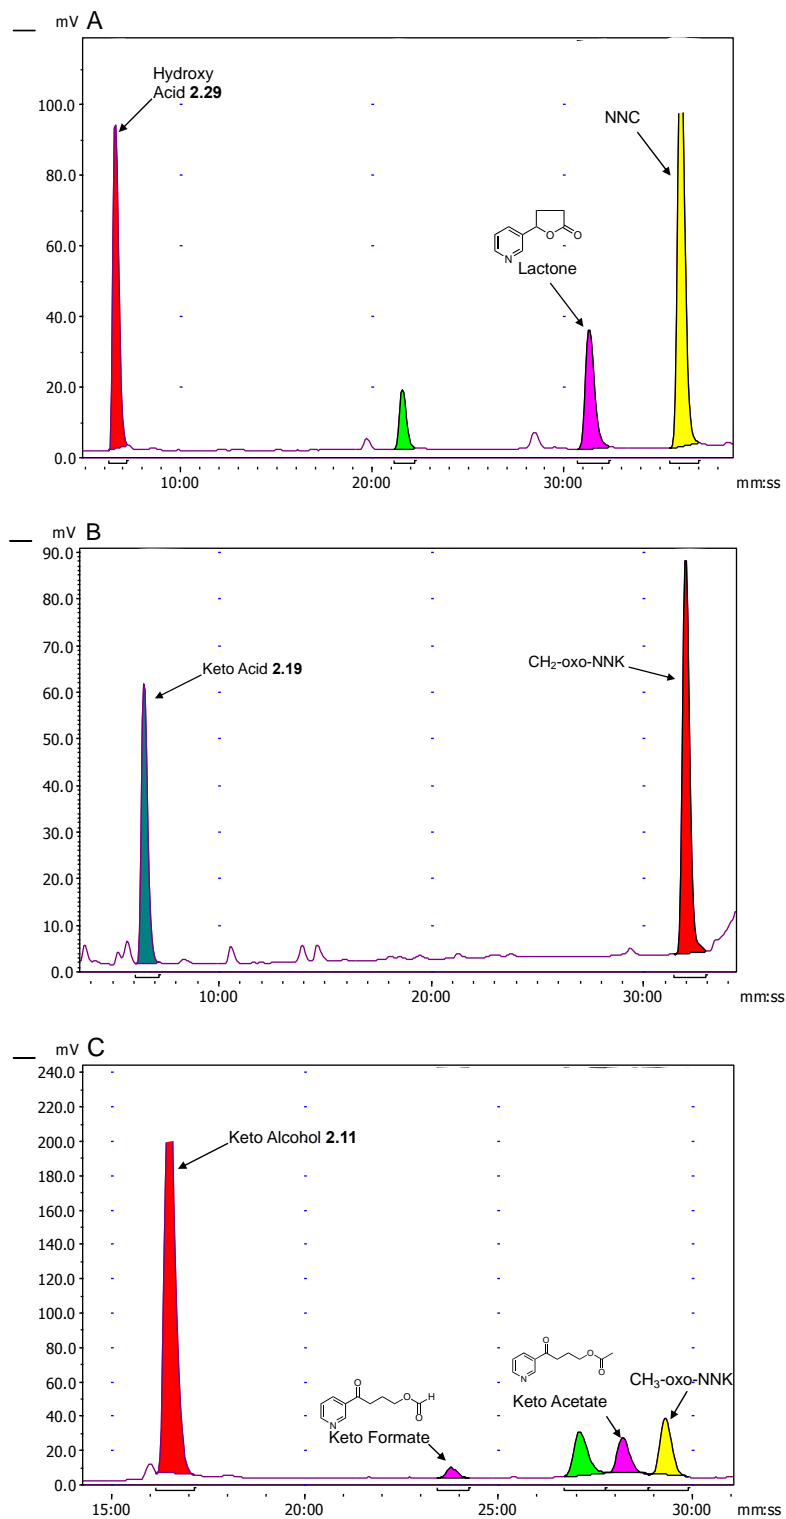 mV A
Hydroxy
Acid 2.29
NNC
O
O
N
Lactone
100.0
80.0
60.0
40.0
20.0
0.0
10:00 20:00 30:00 mm:ss
mV B
Keto Acid 2.19
CH₂-oxo-NNK
90.0
80.0
70.0
60.0
50.0
40.0
30.0
20.0
10.0
0.0
10:00 20:00 30:00 mm:ss
mV C
Keto Alcohol 2.11
O
O
H
O
N
Keto Formate
O
O
O
N
Keto Acetate
CH₃-oxo-NNK
240.0
220.0
200.0
180.0
160.0
140.0
120.0
100.0
80.0
60.0
40.0
20.0
0.0
15:00 20:00 25:00 30:00 mm:ss